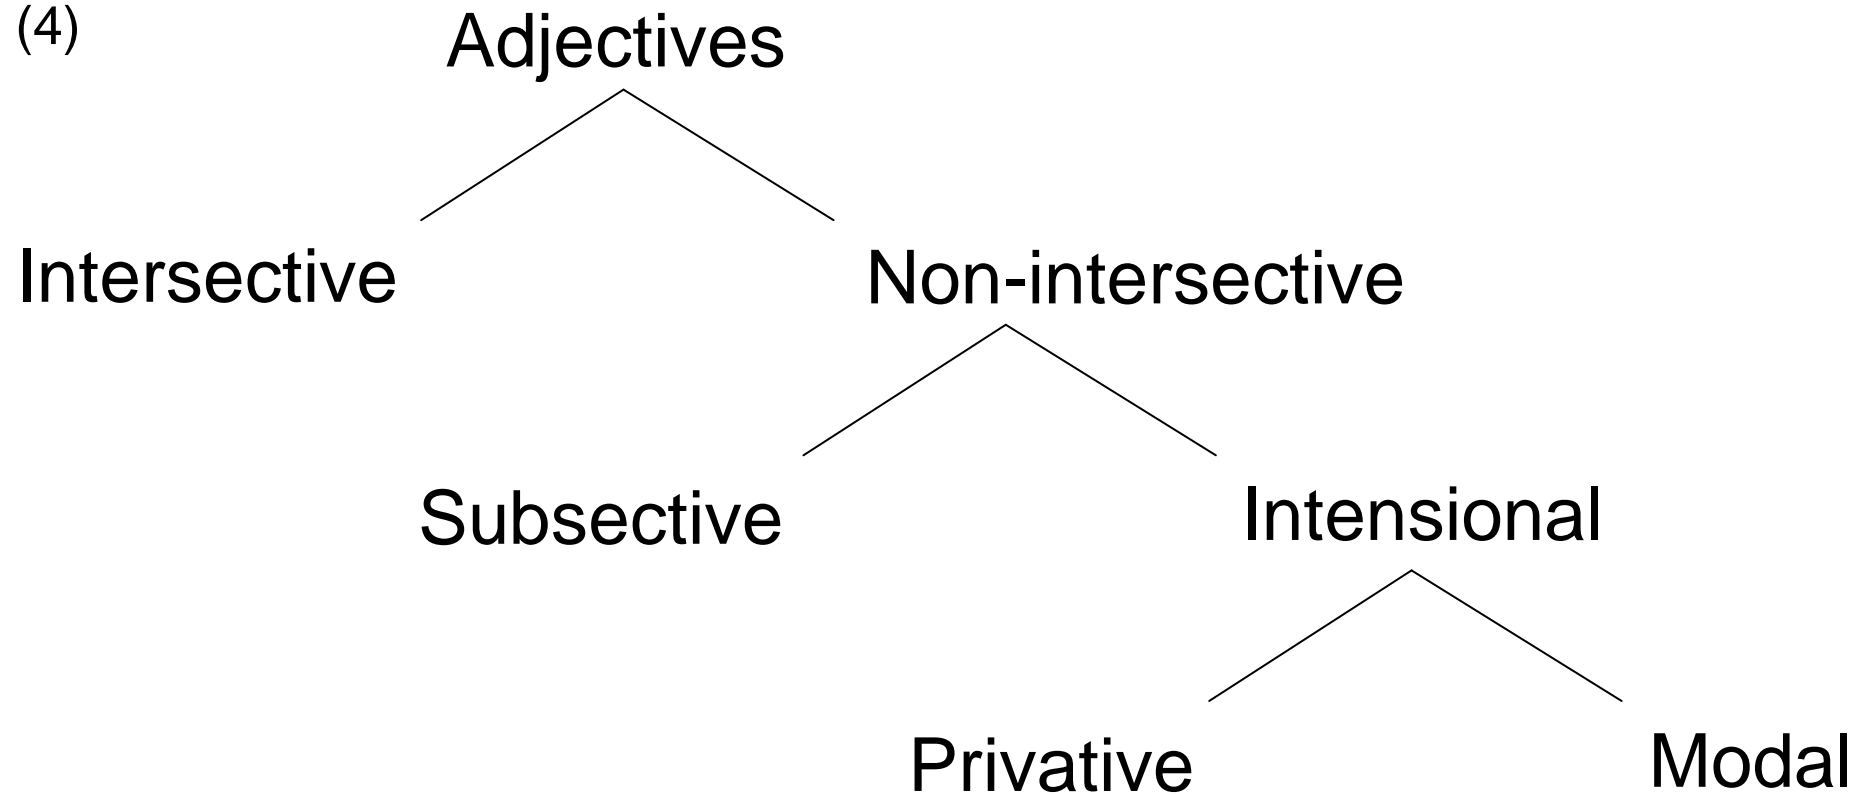 (4)
Adjectives
Intersective
Non-intersective
Subsective
Intensional
Privative
Modal